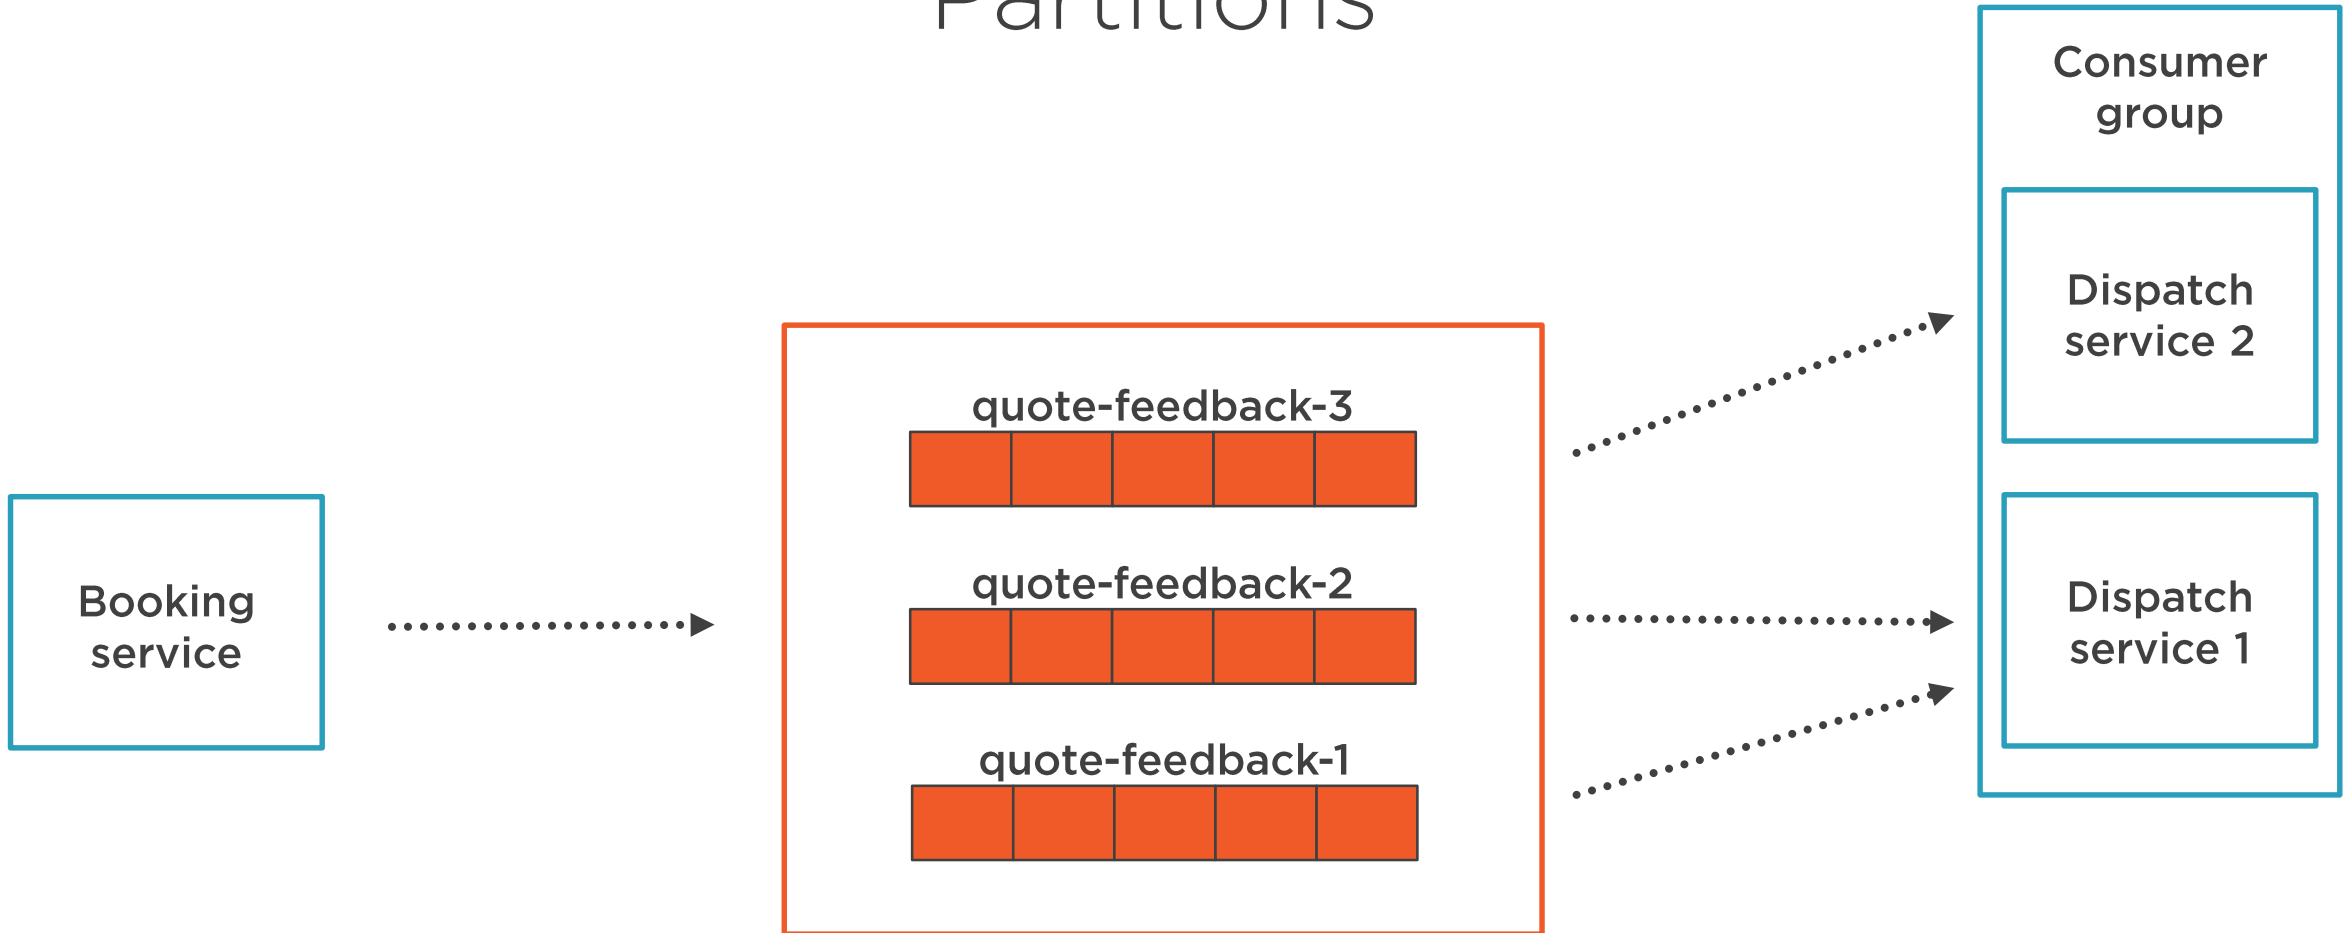 Partitions
Consumer
group
Dispatch
service 2
quote-feedback-3
quote-feedback-2
Booking
service
Dispatch
service 1
quote-feedback-1